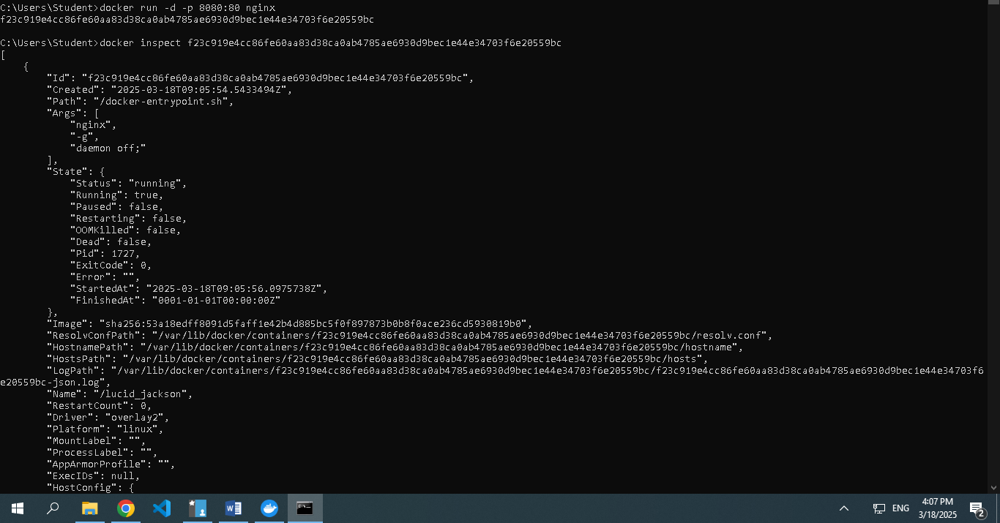 C:\Users\Student>docker run -d -p 8080:80 nginx
f23c919e4cc86fe60aa83d38ca0ab4785ae6930d9bec1e44e34703f6e20559bc
C:\Users\Student>docker inspect f23c919e4cc86fe60aa83d38ca0ab4785ae6930d9bec1e44e34703f6e20559bc
[
    {
        "Id": "f23c919e4cc86fe60aa83d38ca0ab4785ae6930d9bec1e44e34703f6e20559bc",
        "Created": "2025-03-18T09:05:54.5433494Z",
        "Path": "/docker-entrypoint.sh",
        "Args": [
            "nginx",
            "-g",
            "daemon off;"
        ],
        "State": {
            "Status": "running",
            "Running": true,
            "Paused": false,
            "Restarting": false,
            "OOMKilled": false,
            "Dead": false,
            "Pid": 1727,
            "ExitCode": 0,
            "Error": "",
            "StartedAt": "2025-03-18T09:05:56.0975738Z",
            "FinishedAt": "0001-01-01T00:00:00Z"
        },
        "Image": "sha256:53a18edff8091d5faff1e42b4d885bc5f0f897873b0b8f0ace236cd5930819b0",
        "ResolvConfPath": "/var/lib/docker/containers/f23c919e4cc86fe60aa83d38ca0ab4785ae6930d9bec1e44e34703f6e20559bc/resolv.conf",
        "HostnamePath": "/var/lib/docker/containers/f23c919e4cc86fe60aa83d38ca0ab4785ae6930d9bec1e44e34703f6e20559bc/hostname",
        "HostsPath": "/var/lib/docker/containers/f23c919e4cc86fe60aa83d38ca0ab4785ae6930d9bec1e44e34703f6e20559bc/hosts",
        "LogPath": "/var/lib/docker/containers/f23c919e4cc86fe60aa83d38ca0ab4785ae6930d9bec1e44e34703f6e20559bc/f23c919e4cc86fe60aa83d38ca0ab4785ae6930d9bec1e44e34703f6
e20559bc-json.log",
        "Name": "/lucid_jackson",
        "RestartCount": 0,
        "Driver": "overlay2",
        "Platform": "linux",
        "MountLabel": "",
        "ProcessLabel": "",
        "AppArmorProfile": "",
        "ExecIDs": null,
        "HostConfig": {
ENG
4:07 PM
3/18/2025
2